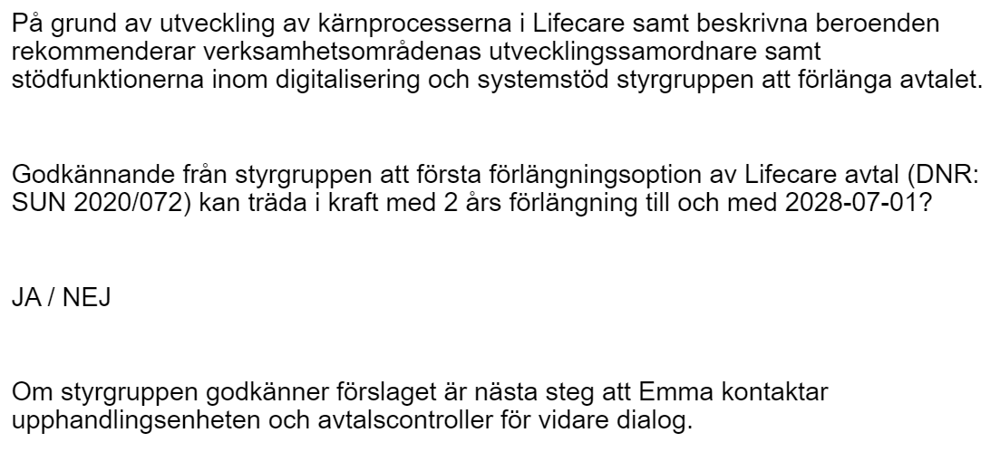 På grund av utveckling av kärnprocesserna i Lifecare samt beskrivna beroenden
rekommenderar verksamhetsområdenas utvecklingssamordnare samt
stödfunktionerna inom digitalisering och systemstöd styrgruppen att förlänga avtalet.
Godkännande från styrgruppen att första förlängningsoption av Lifecare avtal (DNR:
SUN 2020/072) kan träda i kraft med 2 års förlängning till och med 2028-07-01?
JA / NEJ
Om styrgruppen godkänner förslaget är nästa steg att Emma kontaktar
upphandlingsenheten och avtalscontroller för vidare dialog.